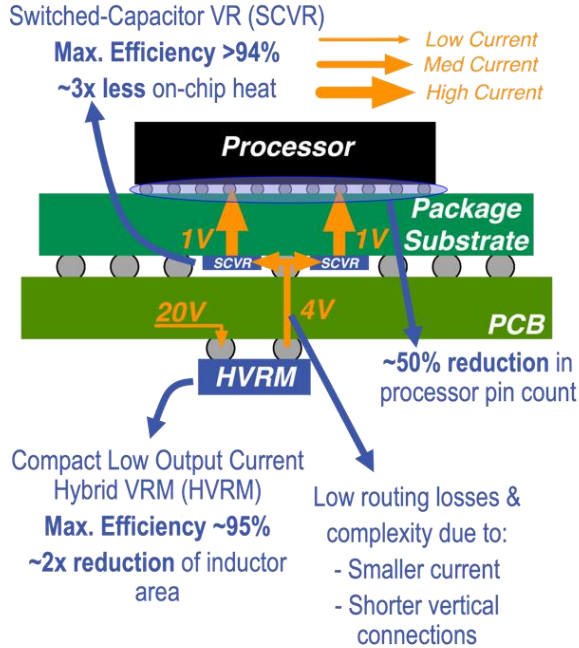 Switched-Capacitor VR (SCVR)
Max. Efficiency >94%
~3x less on-chip heat
Low Current
Med Current
High Current
Processor
Package
Substrate
1V
1V
SCVR
SCVR
20V
4V
PCB
HVRM
~50% reduction in
processor pin count
Compact Low Output Current
Hybrid VRM (HVRM)
Max. Efficiency ~95%
~2x reduction of inductor
area
Low routing losses &
complexity due to:
- Smaller current
- Shorter vertical
connections